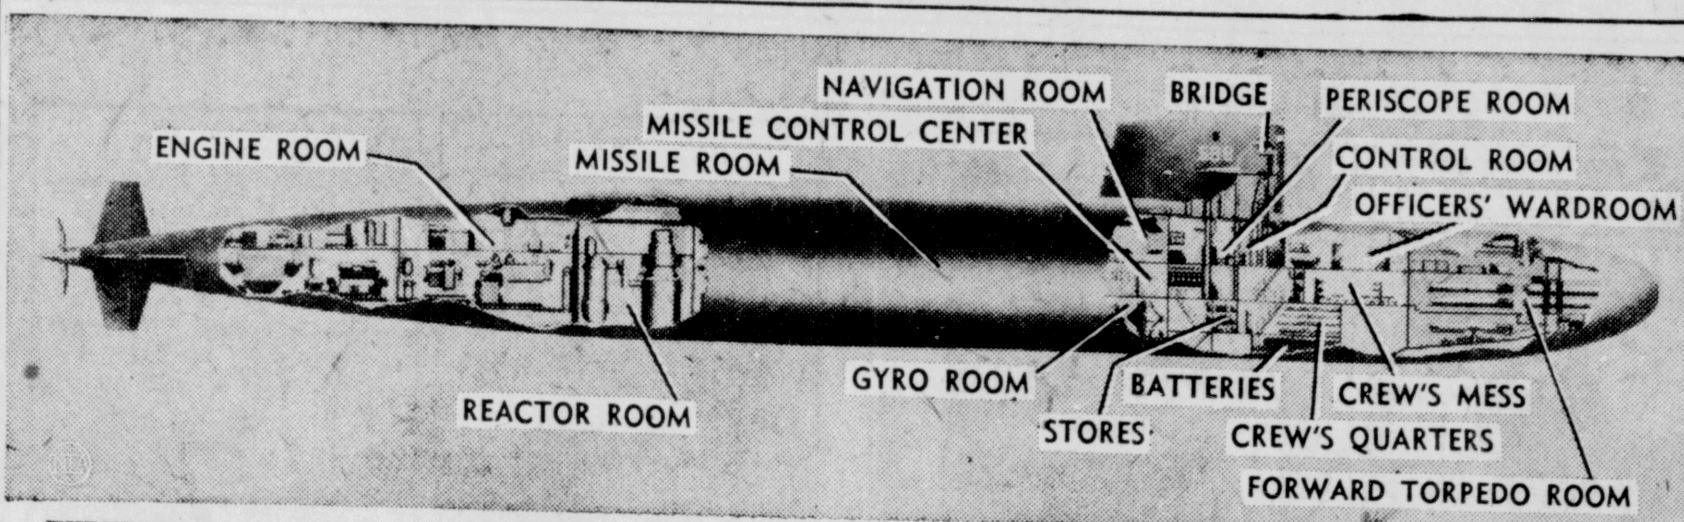 NAVIGATION ROOM
BRIDGE
PERISCOPE ROOM
MISSILE CONTROL CENTER
ENGINE ROOM
MISSILE ROOM
CONTROL ROOM
OFFICERS' WARDROOM
GYRO ROOM
BATTERIES
CREW'S MESS
REACTOR ROOM
STORES
CREW'S QUARTERS
FORWARD TORPEDO ROOM